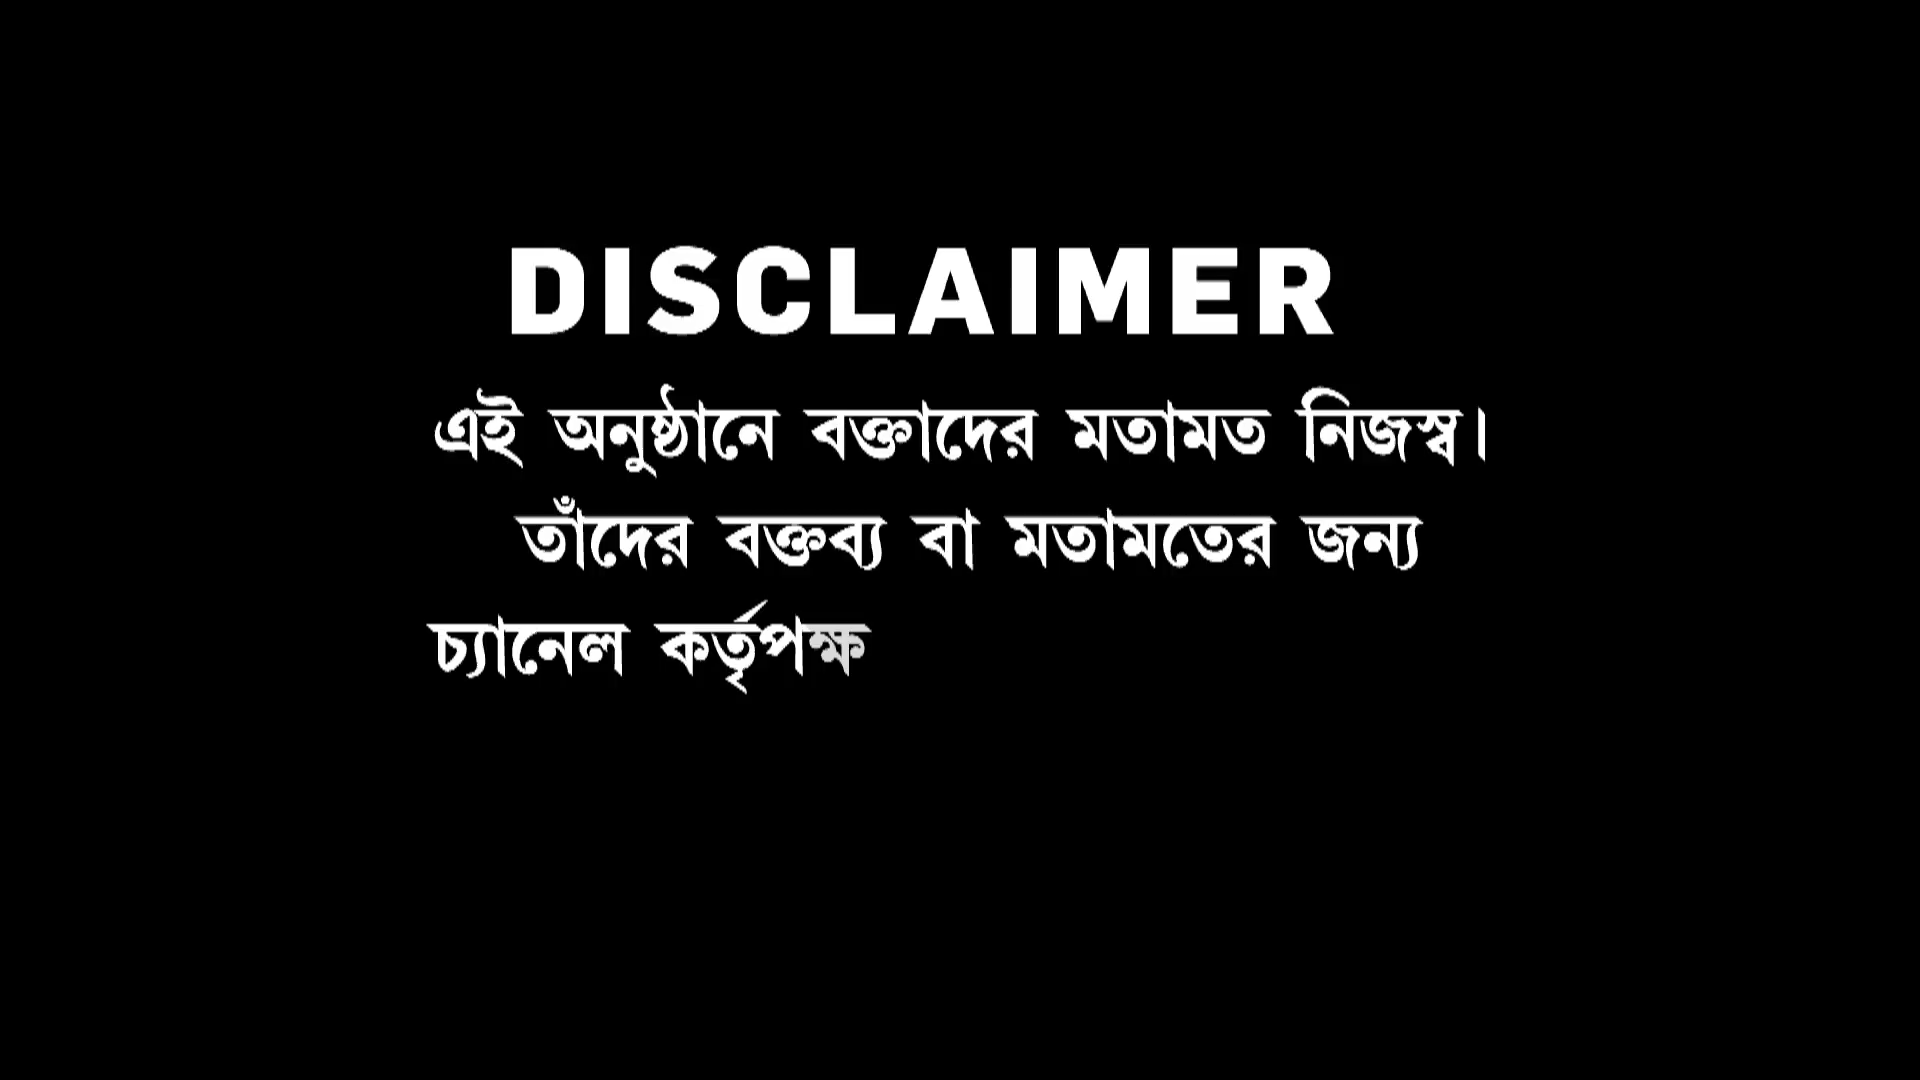 DISCLAIMER
এই অনুষ্ঠানে বক্তাদের মতামত নিজস্ব।
তাঁদের বক্তব্য বা মতামতের জন্য
চ্যানেল কর্তৃপক্ষ